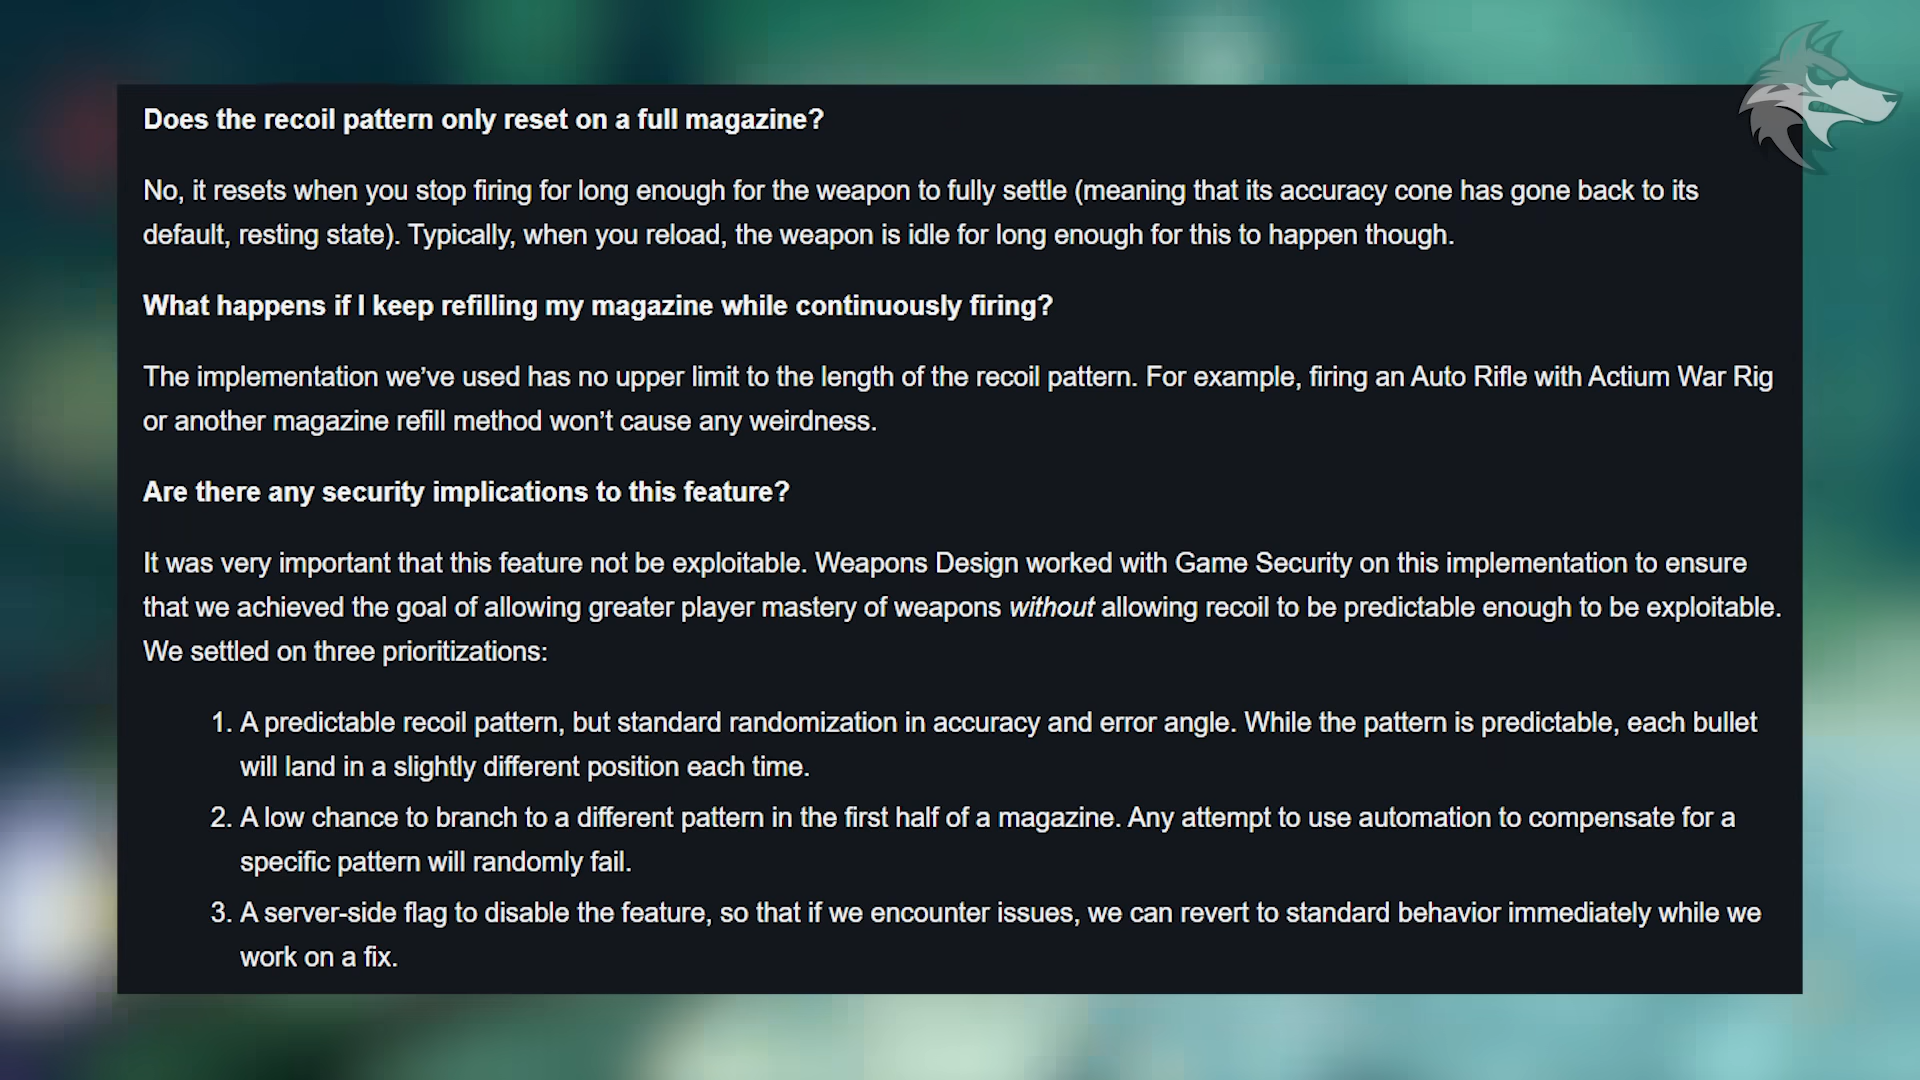 Does the recoil pattern only reset on a full magazine?
No, it resets when you stop firing for long enough for the weapon to fully settle (meaning that its accuracy cone has gone back to its
default, resting state). Typically, when you reload, the weapon is idle for long enough for this to happen though.
What happens if I keep refilling my magazine while continuously firing?
The implementation we’ve used has no upper limit to the length of the recoil pattern. For example, firing an Auto Rifle with Actium War Rig
or another magazine refill method won’t cause any weirdness.
Are there any security implications to this feature?
It was very important that this feature not be exploitable. Weapons Design worked with Game Security on this implementation to ensure
that we achieved the goal of allowing greater player mastery of weapons without allowing recoil to be predictable enough to be exploitable.
We settled on three prioritizations:
1. A predictable recoil pattern, but standard randomization in accuracy and error angle. While the pattern is predictable, each bullet
will land in a slightly different position each time.
2. A low chance to branch to a different pattern in the first half of a magazine. Any attempt to use automation to compensate for a
specific pattern will randomly fail.
3. A server-side flag to disable the feature, so that if we encounter issues, we can revert to standard behavior immediately while we
work on a fix.